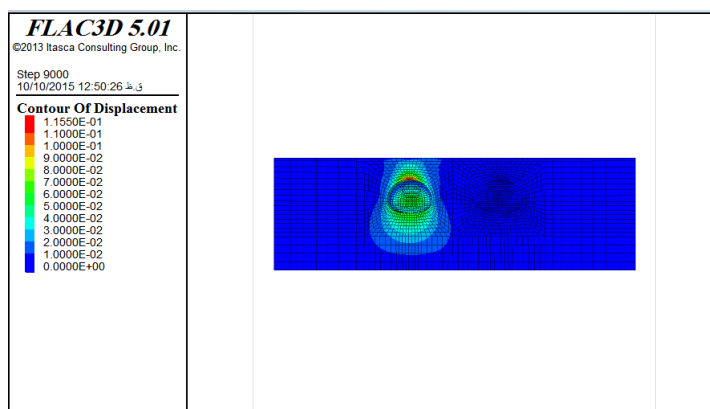 FLAC3D 5.01
©2013 Itasca Consulting Group, Inc.
Step 9000
10/10/2015 12:50:26 ق.ظ
Contour Of Displacement
1.1550E-01
1.1000E-01
1.0000E-01
9.0000E-02
8.0000E-02
7.0000E-02
6.0000E-02
5.0000E-02
4.0000E-02
3.0000E-02
2.0000E-02
1.0000E-02
0.0000E+00